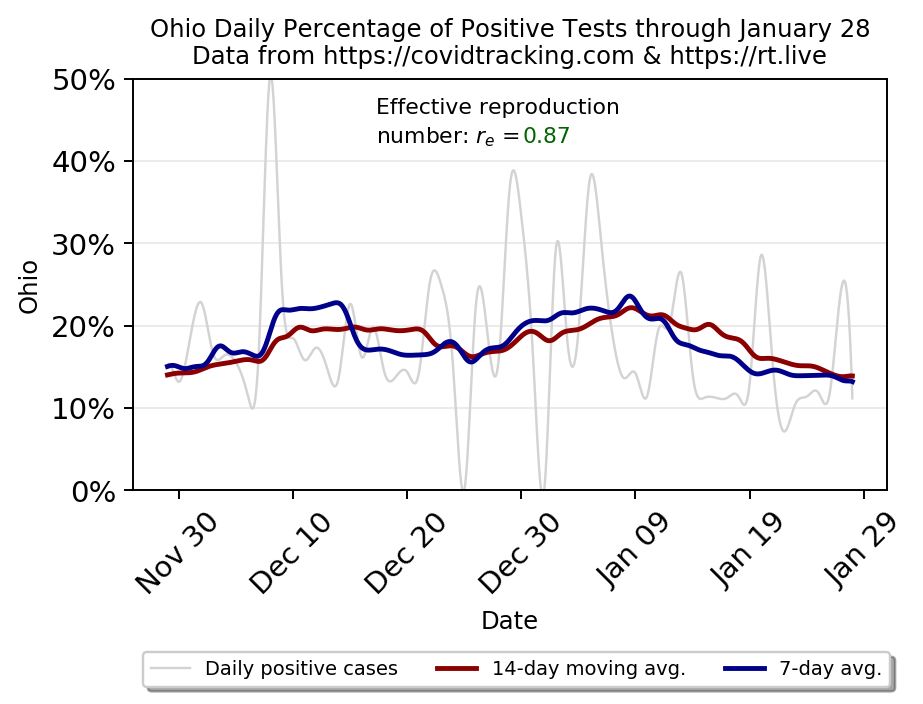 Ohio Daily Percentage of Positive Tests through January 28
Data from https://covidtracking.com & https://rt.live
Effective reproduction
number: rₑ =0.87
50%
40%
30%
20%
10%
0%
Ohio
Nov 30
Dec 10
Dec 20
Dec 30
Jan 09
Jan 19
Jan 29
Date
Daily positive cases
14-day moving avg.
7-day avg.